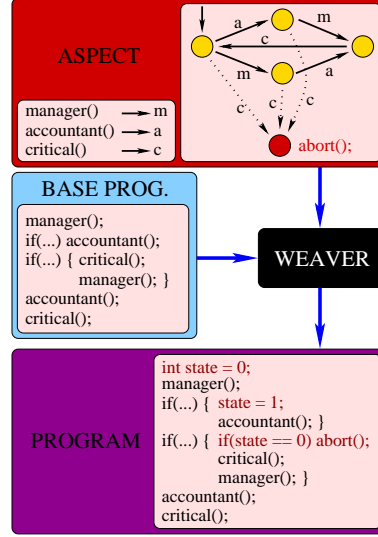 ASPECT
a
m
c
m
a
c
c
c
abort();
manager() m
accountant() a
critical() c
BASE PROG.
manager();
if(...) accountant();
if(...) { critical();
manager(); }
accountant();
critical();
WEAVER
PROGRAM
int state = 0;
manager();
if(...) { state = 1;
accountant(); }
if(...) { if(state == 0) abort();
critical();
manager(); }
accountant();
critical();